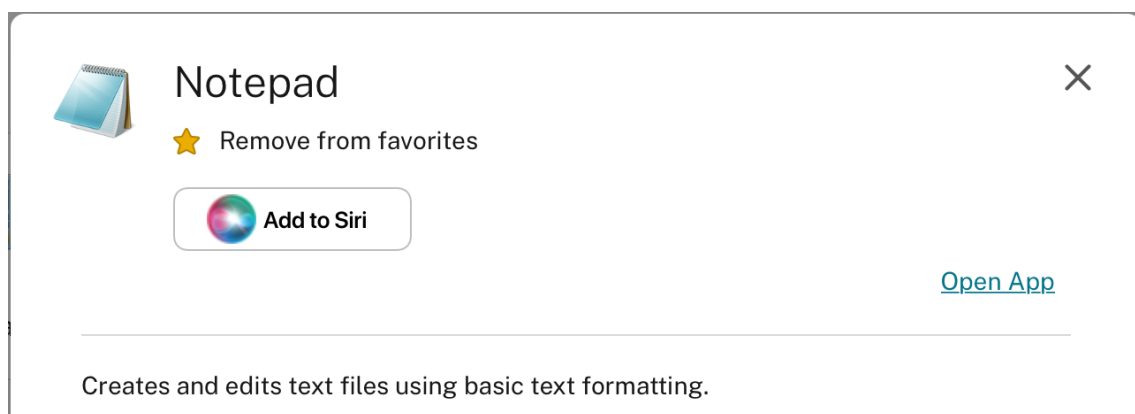 Notepad
Remove from favorites
Add to Siri
Open App
Creates and edits text files using basic text formatting.